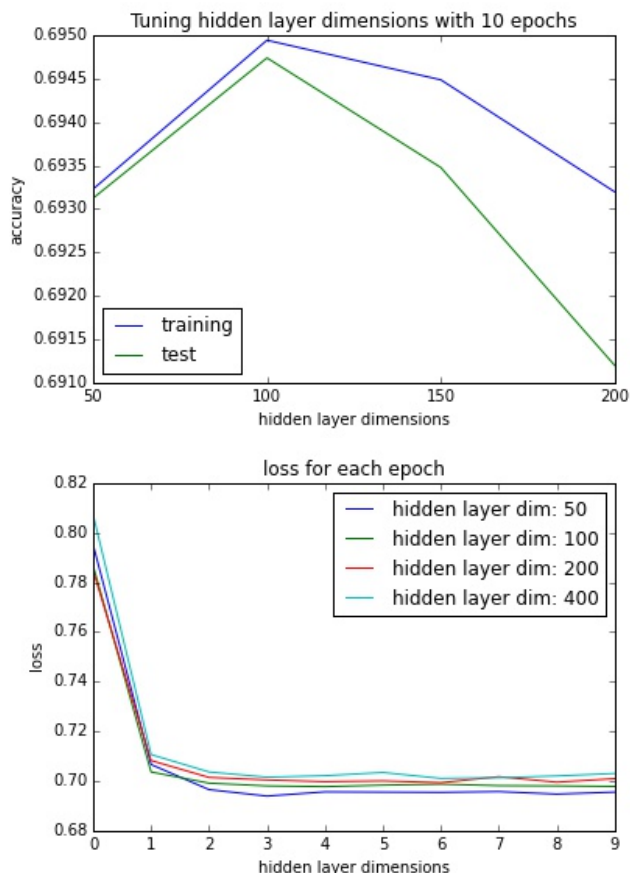 Tuning hidden layer dimensions with 10 epochs
0.6950
0.6945
0.6940
0.6935
0.6930
0.6925
0.6920
0.6915
0.6910
accuracy
training
test
50 100 150 200
hidden layer dimensions
loss for each epoch
0.82
0.80
0.78
0.76
0.74
0.72
0.70
0.68
loss
hidden layer dim: 50
hidden layer dim: 100
hidden layer dim: 200
hidden layer dim: 400
0 1 2 3 4 5 6 7 8 9
hidden layer dimensions